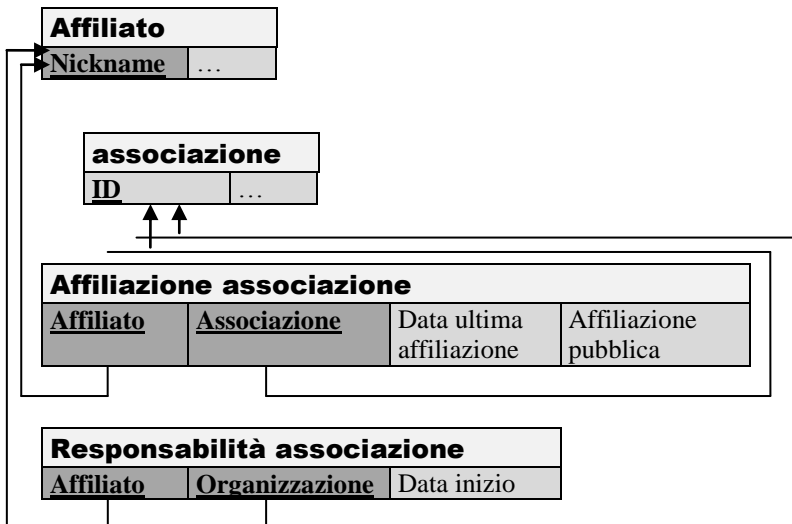 Affiliato
Nickname ...
associazione
ID ...
Affiliazione associazione
Affiliato Associazione Data ultima affiliazione Affiliazione pubblica
Responsabilità associazione
Affiliato Organizzazione Data inizio